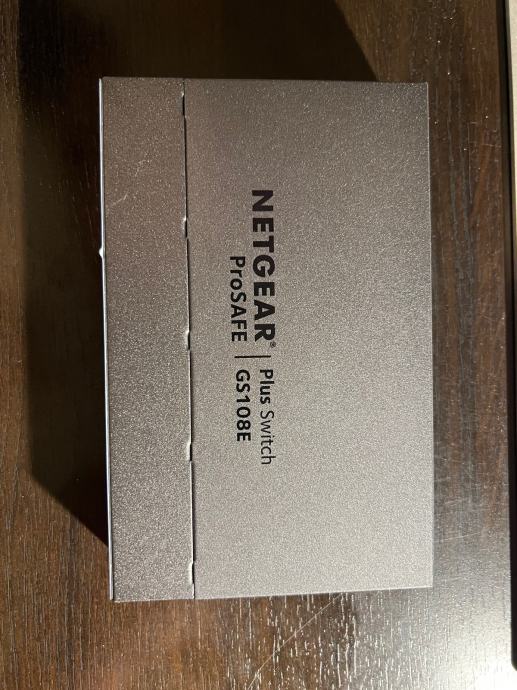 NETGEAR® | Plus Switch
ProSAFE | GS108E